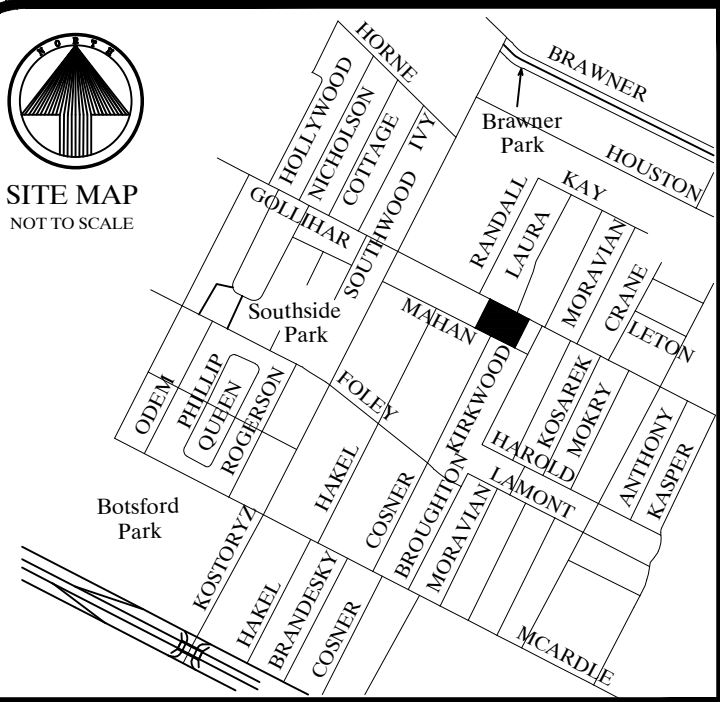 NORTH
SITE MAP
NOT TO SCALE
HORNE
BRAWNER
HOLLYWOOD
NICHOLSON
COTTAGE
IVY
Brawner
Park
HOUSTON
GOLLIHAR
SOUTHWOOD
RANDALL
LAURA
KAY
MORAVIAN
CRANE
LETON
Southside
Park
MAHAN
KIRKWOOD
KOSAREK
MOKRY
HAROLD
ANTHONY
KASPER
ODEM
PHILLIP
QUEEN
ROGERSON
FOLEY
HAKEL
COSNER
BROUGHTON
MORAVIAN
LAMONT
Botsford
Park
KOSTORYZ
HAKEL
BRANDESKY
COSNER
MCARDLE